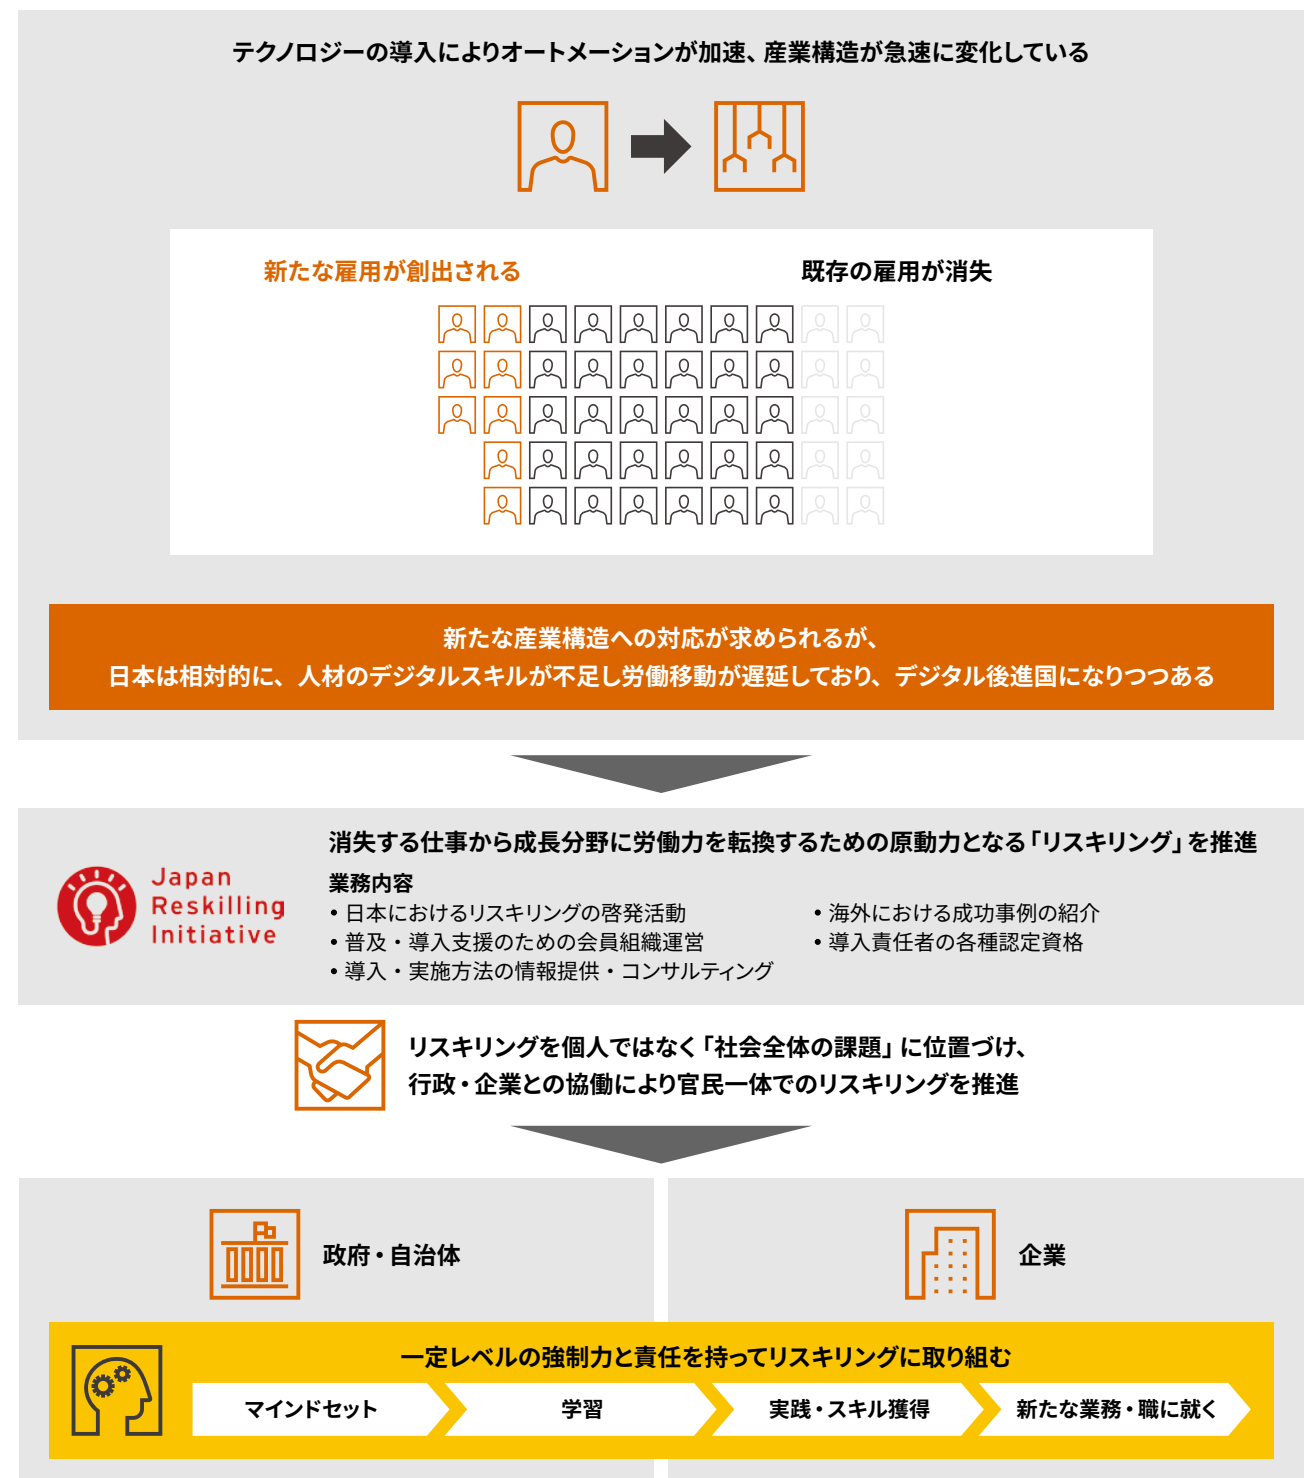 テクノロジーの導入によりオートメーションが加速、産業構造が急速に変化している
新たな雇用が創出される
既存の雇用が消失
新たな産業構造への対応が求められるが、
日本は相対的に、人材のデジタルスキルが不足し労働移動が遅延しており、デジタル後進国になりつつある
Japan
Reskilling
Initiative
消失する仕事から成長分野に労働力を転換するための原動力となる「リスキリング」を推進
業務内容
• 日本におけるリスキリングの啓発活動
• 普及・導入支援のための会員組織運営
• 導入・実施方法の情報提供・コンサルティング
• 海外における成功事例の紹介
• 導入責任者の各種認定資格
リスキリングを個人ではなく「社会全体の課題」に位置づけ、
行政・企業との協働により官民一体でのリスキリングを推進
政府・自治体
企業
一定レベルの強制力と責任を持ってリスキリングに取り組む
マインドセット
学習
実践・スキル獲得
新たな業務・職に就く